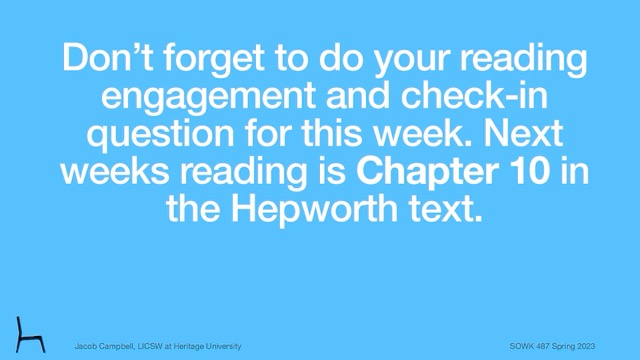 Don’t forget to do your reading
engagement and check-in
question for this week. Next
weeks reading is Chapter 10 in
the Hepworth text.
Jacob Campbell, LICSW at Heritage University
SOWK 487 Spring 2023